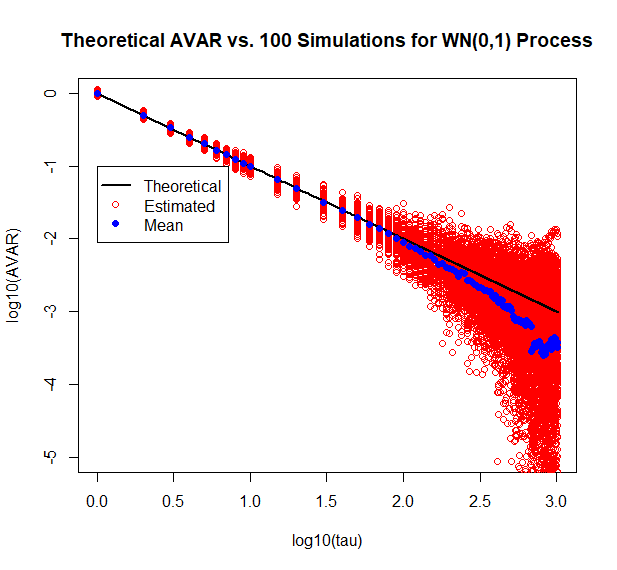 Theoretical AVAR vs. 100 Simulations for WN(0,1) Process
log10(AVAR)
0
-1
-2
-3
-4
-5
Theoretical
Estimated
Mean
0.0 0.5 1.0 1.5 2.0 2.5 3.0
log10(tau)